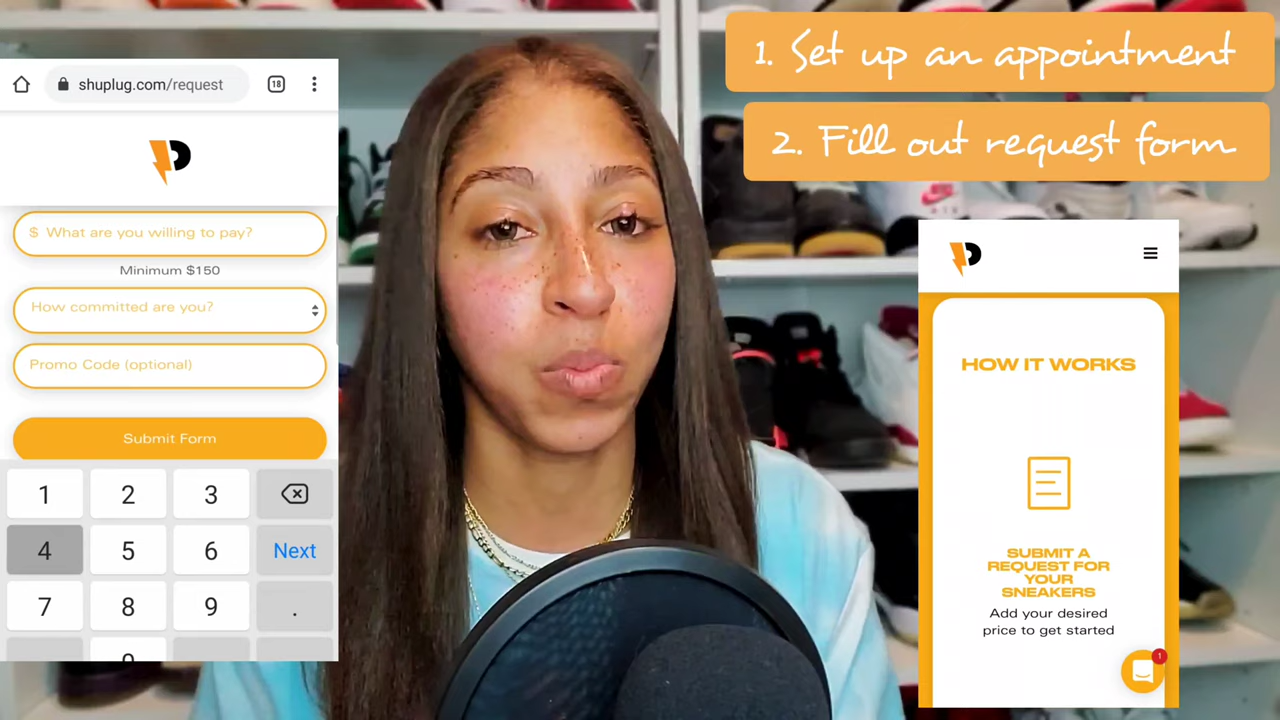 1. Set up an appointment
2. Fill out request form
shuplug.com/request
18
$ What are you willing to pay?
Minimum $150
How committed are you?
Promo Code (optional)
Submit Form
1 2 3
4 5 6 Next
7 8 9 .
0
HOW IT WORKS
SUBMIT A
REQUEST FOR
YOUR
SNEAKERS
Add your desired
price to get started
1